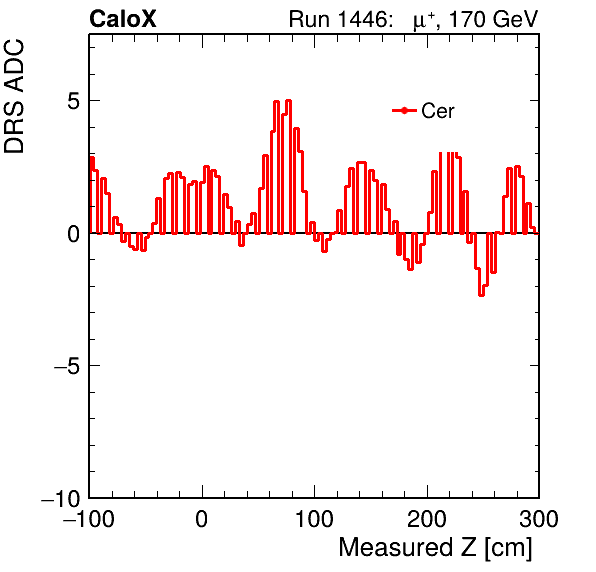 CaloX Run 1446: μ⁺, 170 GeV
DRS ADC
5
Cer
0
−5
−10
−100 0 100 200 300
Measured Z [cm]